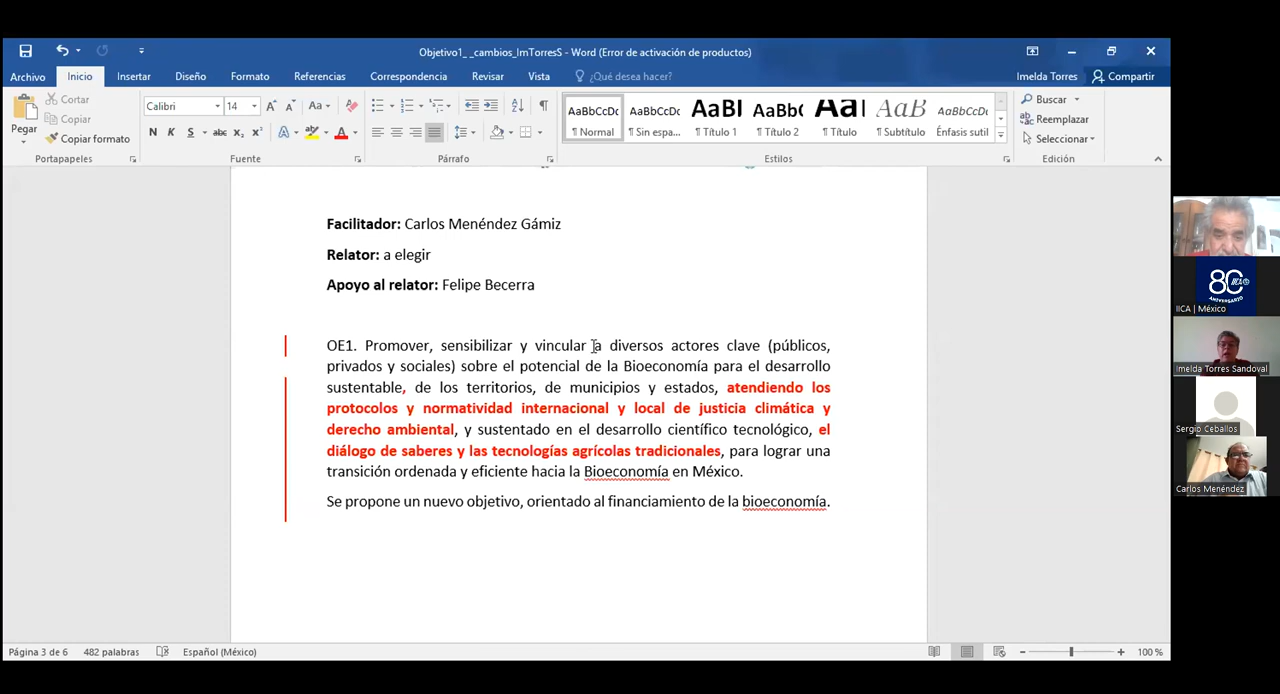 Objetivo1_ _cambios_ImTorresS - Word (Error de activación de productos)
Archivo Inicio Insertar Diseño Formato Referencias Correspondencia Revisar Vista ¿Qué desea hacer? Imelda Torres Compartir
Pegar Cortar
Copiar
Copiar formato
Calibri 14
N K S abc x₂ x²
AaBbCcDc AaBbCcDc AaBl AaBbC Aal AaB AaBbCcDc
¶ Normal ¶ Sin espa... ¶ Título 1 ¶ Título 2 ¶ Título ¶ Subtítulo Énfasis sutil
Buscar
Reemplazar
Seleccionar
Portapapeles Fuente Párrafo Estilos Edición
Facilitador: Carlos Menéndez Gámiz
Relator: a elegir
Apoyo al relator: Felipe Becerra
OE1. Promover, sensibilizar y vincular a diversos actores clave (públicos,
privados y sociales) sobre el potencial de la Bioeconomía para el desarrollo
sustentable, de los territorios, de municipios y estados, atendiendo los
protocolos y normatividad internacional y local de justicia climática y
derecho ambiental, y sustentado en el desarrollo científico tecnológico, el
diálogo de saberes y las tecnologías agrícolas tradicionales, para lograr una
transición ordenada y eficiente hacia la Bioeconomía en México.
Se propone un nuevo objetivo, orientado al financiamiento de la bioeconomía.
Página 3 de 6 482 palabras Español (México) 100 %
80
IICA
ANIVERSARIO
IICA | México
Imelda Torres Sandoval
Sergio Ceballos
Carlos Menéndez